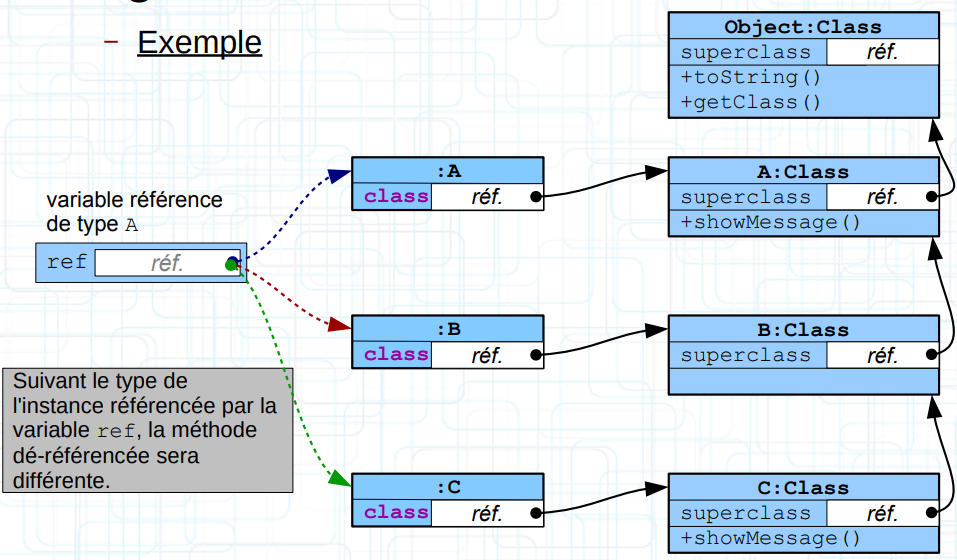 – Exemple
Object:Class
superclass réf.
+toString()
+getClass()
:A
class réf.
A:Class
superclass réf.
+showMessage()
variable référence
de type A
ref réf.
:B
class réf.
B:Class
superclass réf.
Suivant le type de
l'instance référencée par la
variable ref, la méthode
dé-référencée sera
différente.
:C
class réf.
C:Class
superclass réf.
+showMessage()